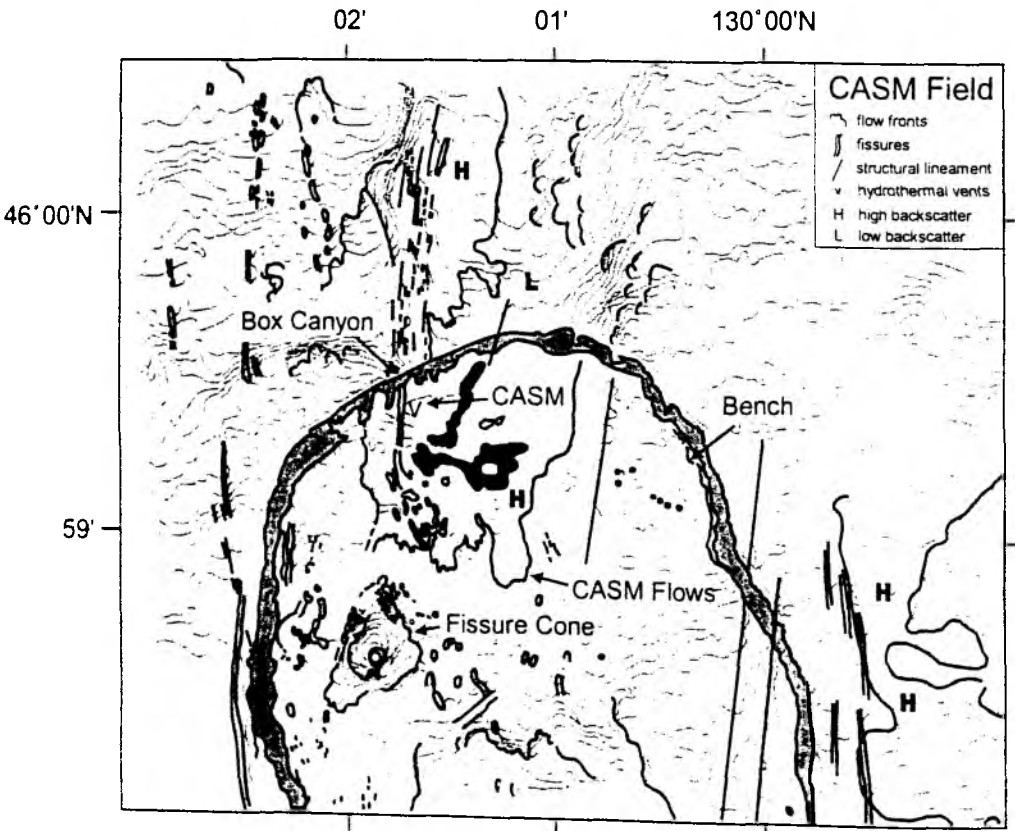 02'
01'
130°00'N
CASM Field
flow fronts
fissures
structural lineament
v hydrothermal vents
H high backscatter
L low backscatter
H
46°00'N
L
Box Canyon
V
CASM
Bench
H
59'
CASM Flows
H
Fissure Cone
H